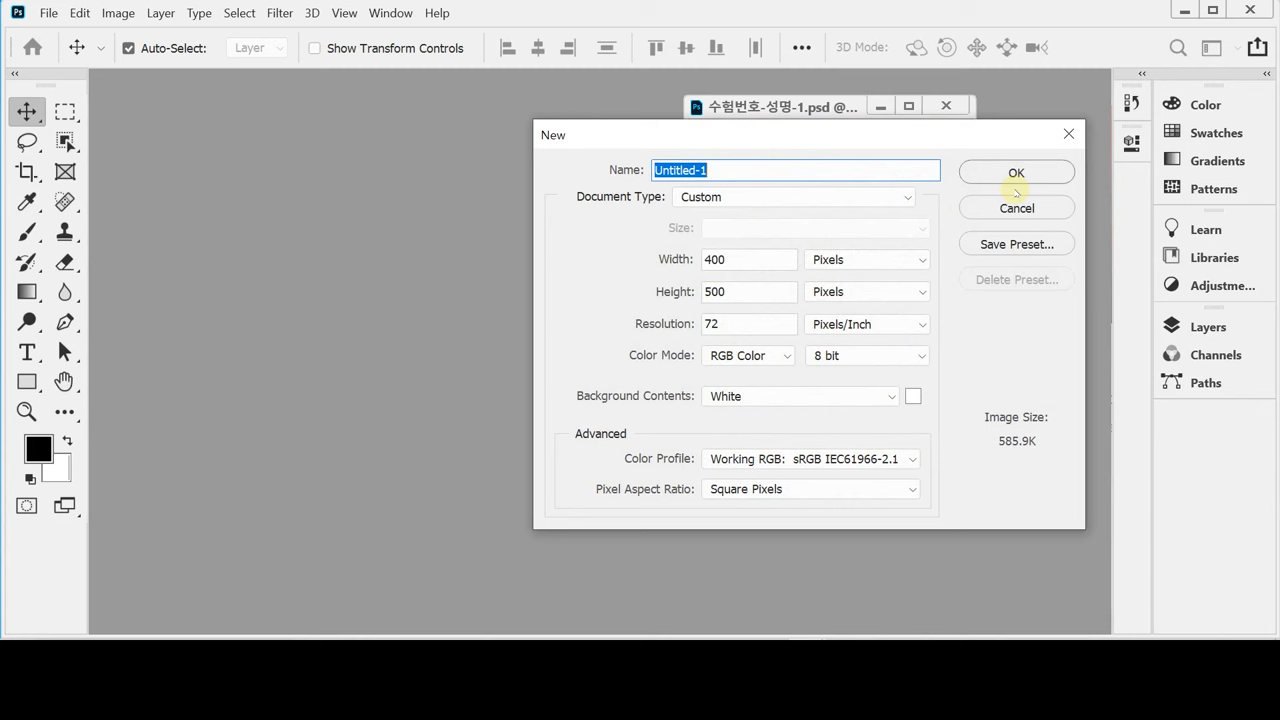 Ps File Edit Image Layer Type Select Filter 3D View Window Help
Auto-Select: Layer Show Transform Controls 3D Mode:
Ps 수험번호-성명-1.psd @...
New
Name: Untitled-1
OK
Document Type: Custom
Cancel
Size:
Save Preset...
Width: 400 Pixels
Delete Preset...
Height: 500 Pixels
Resolution: 72 Pixels/Inch
Color Mode: RGB Color 8 bit
Background Contents: White
Image Size:
585.9K
Advanced
Color Profile: Working RGB: sRGB IEC61966-2.1
Pixel Aspect Ratio: Square Pixels
Color
Swatches
Gradients
Patterns
Learn
Libraries
Adjustme...
Layers
Channels
Paths
T